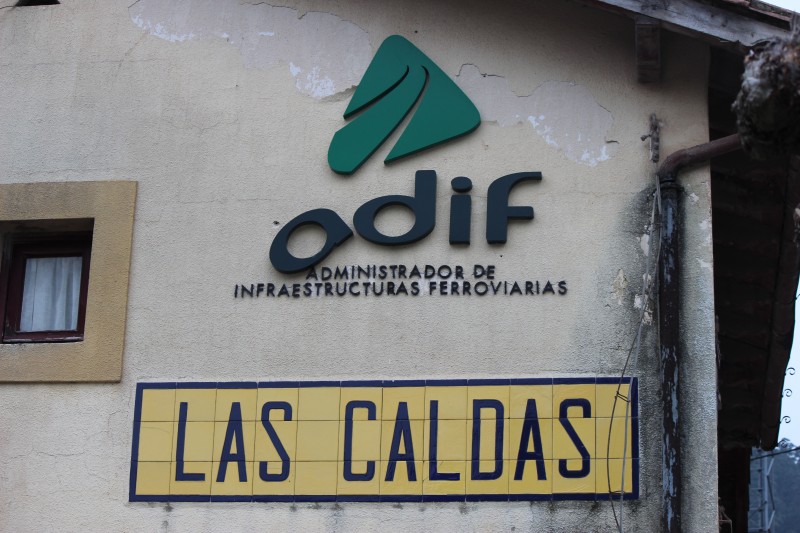 adif
ADMINISTRADOR DE
INFRAESTRUCTURAS FERROVIARIAS
LAS CALDAS